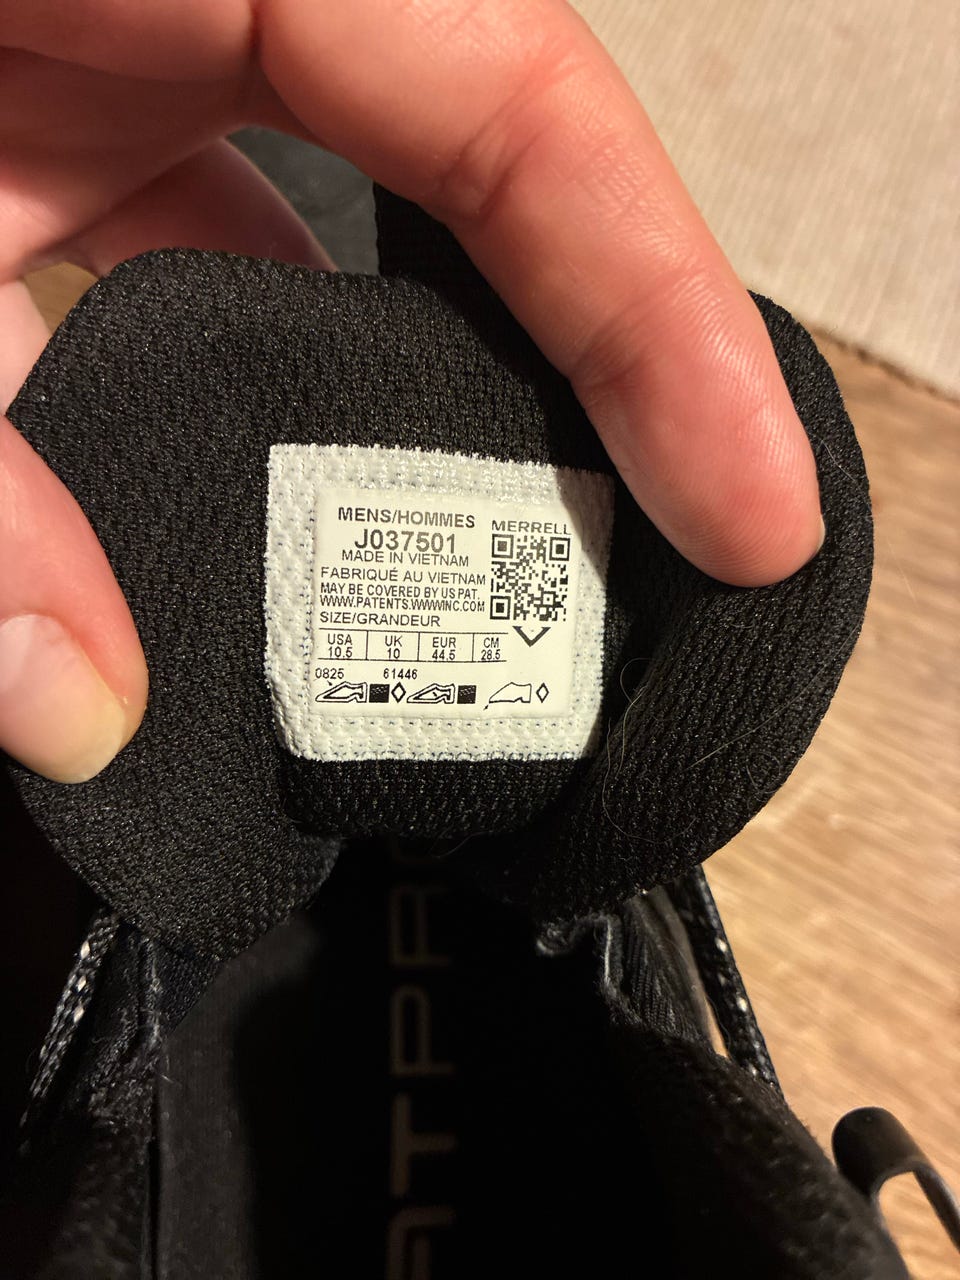 MENS/HOMMES
J037501
MADE IN VIETNAM
FABRIQUÉ AU VIETNAM
MAY BE COVERED BY US PAT.
WWW.PATENTS.WWWINC.COM
SIZE/GRANDEUR
USA UK EUR CM
10.5 10 44.5 28.5
0825 61446
MERRELL